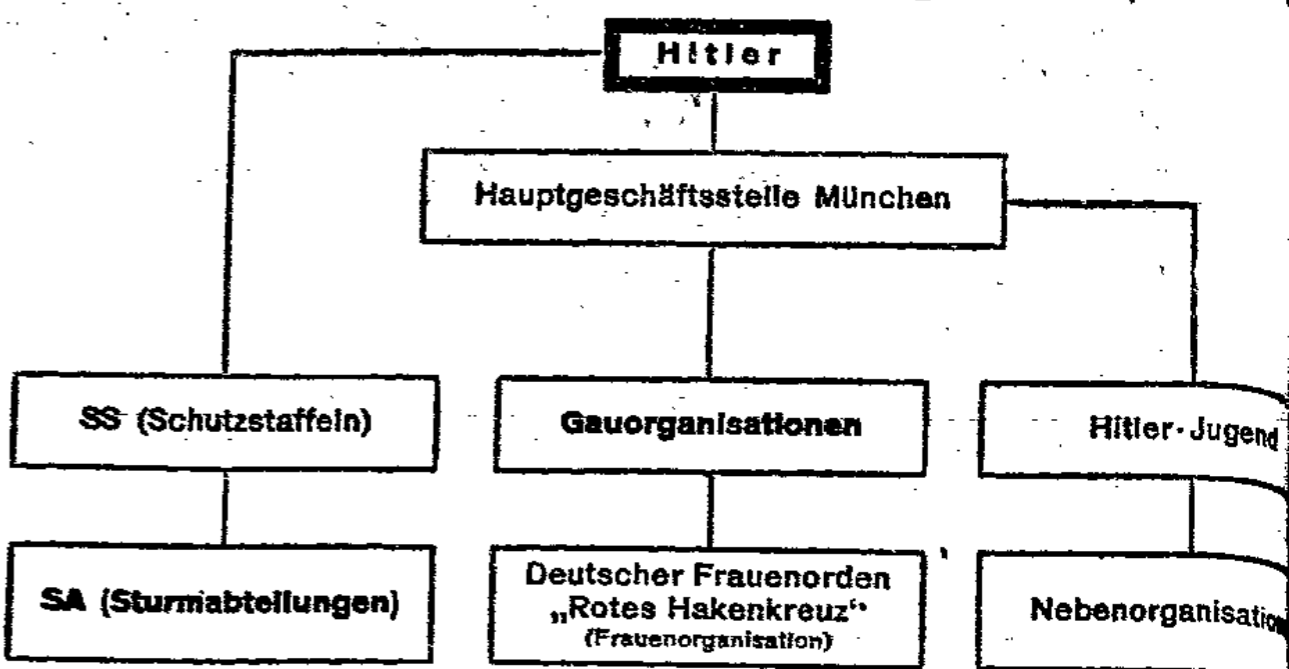 Hitler
Hauptgeschäftsstelle München
SS (Schutzstaffeln)
Gauorganisationen
Hitler-Jugend
SA (Sturmabteilungen)
Deutscher Frauenorden
„Rotes Hakenkreuz“
(Frauenorganisation)